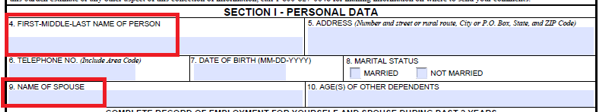 SECTION I - PERSONAL DATA
4. FIRST-MIDDLE-LAST NAME OF PERSON
5. ADDRESS (Number and street or rural route, City or P.O. Box, State, and ZIP Code)
6. TELEPHONE NO. (Include Area Code)
7. DATE OF BIRTH (MM-DD-YYYY)
8. MARITAL STATUS
MARRIED
NOT MARRIED
9. NAME OF SPOUSE
10. AGE(S) OF OTHER DEPENDENTS
COMPLETE RECORD OF EMPLOYMENT FOR YOURSELF AND SPOUSE DURING PAST 2 YEARS